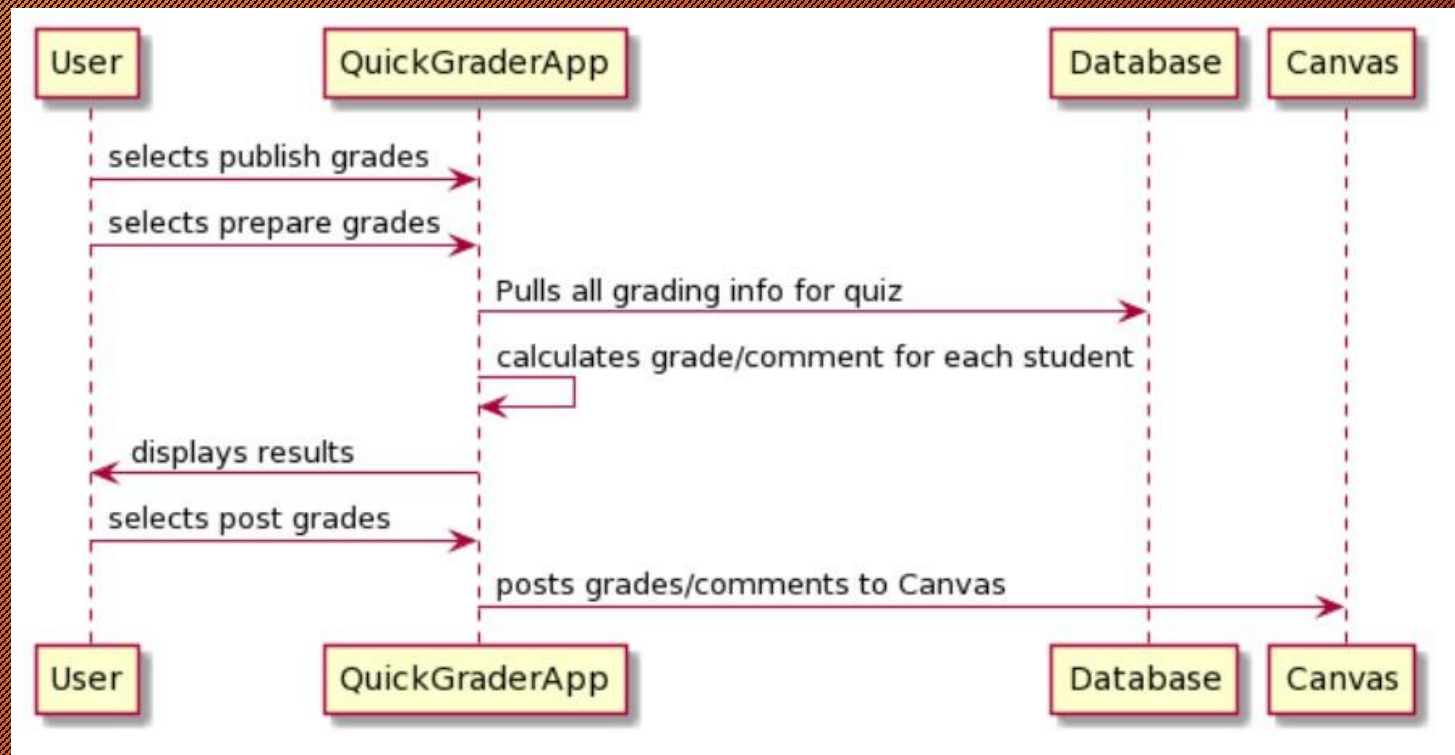 User
QuickGraderApp
Database
Canvas
selects publish grades
selects prepare grades
Pulls all grading info for quiz
calculates grade/comment for each student
displays results
selects post grades
posts grades/comments to Canvas
User
QuickGraderApp
Database
Canvas